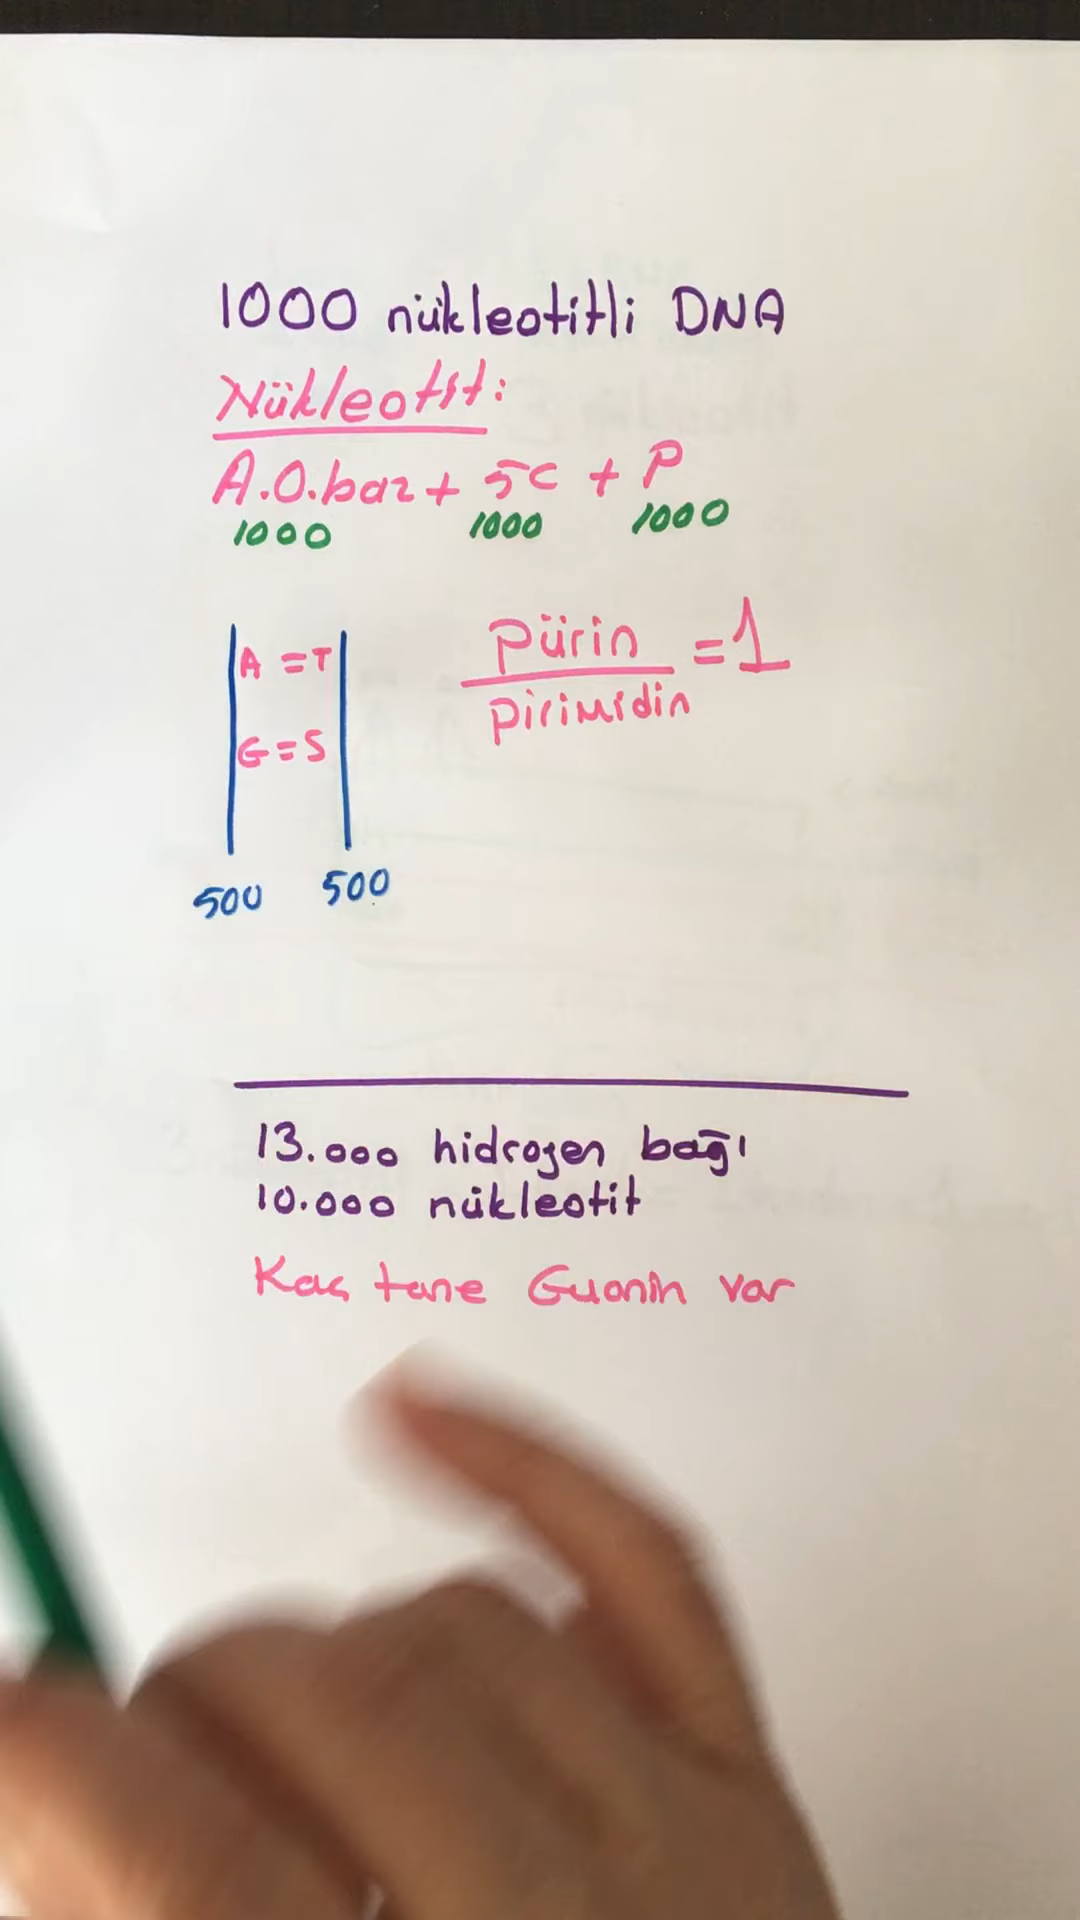 1000 nükleotitli DNA
Nükleotit:
A.O.baz + 5C + P
1000 1000 1000
A = T
G = S
pürin
pirimidin
= 1
500 500
13.000 hidrojen bağı
10.000 nükleotit
Kaç tane Guanin var